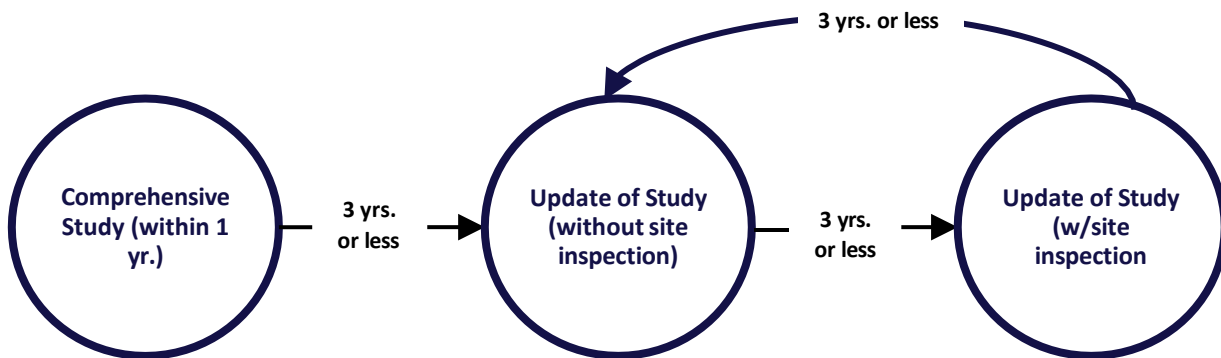 3 yrs. or less
Comprehensive
Study (within 1
yr.)
3 yrs.
or less
Update of Study
(without site
inspection)
3 yrs.
or less
Update of Study
(w/site
inspection